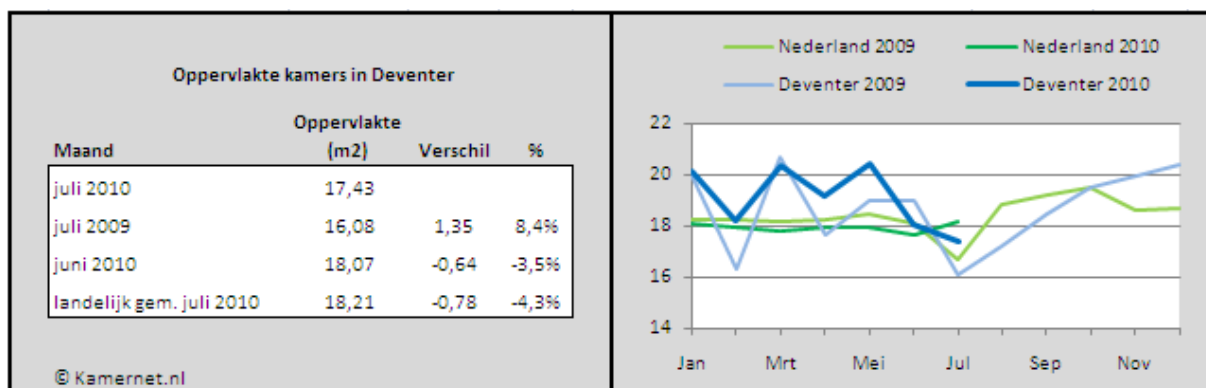 Oppervlakte kamers in Deventer
Oppervlakte
Maand (m2) Verschil %
juli 2010 17,43
juli 2009 16,08 1,35 8,4%
juni 2010 18,07 -0,64 -3,5%
landelijk gem. juli 2010 18,21 -0,78 -4,3%
© Kamernet.nl
Nederland 2009 Nederland 2010
Deventer 2009 Deventer 2010
22
20
18
16
14
Jan Mrt Mei Jul Sep Nov